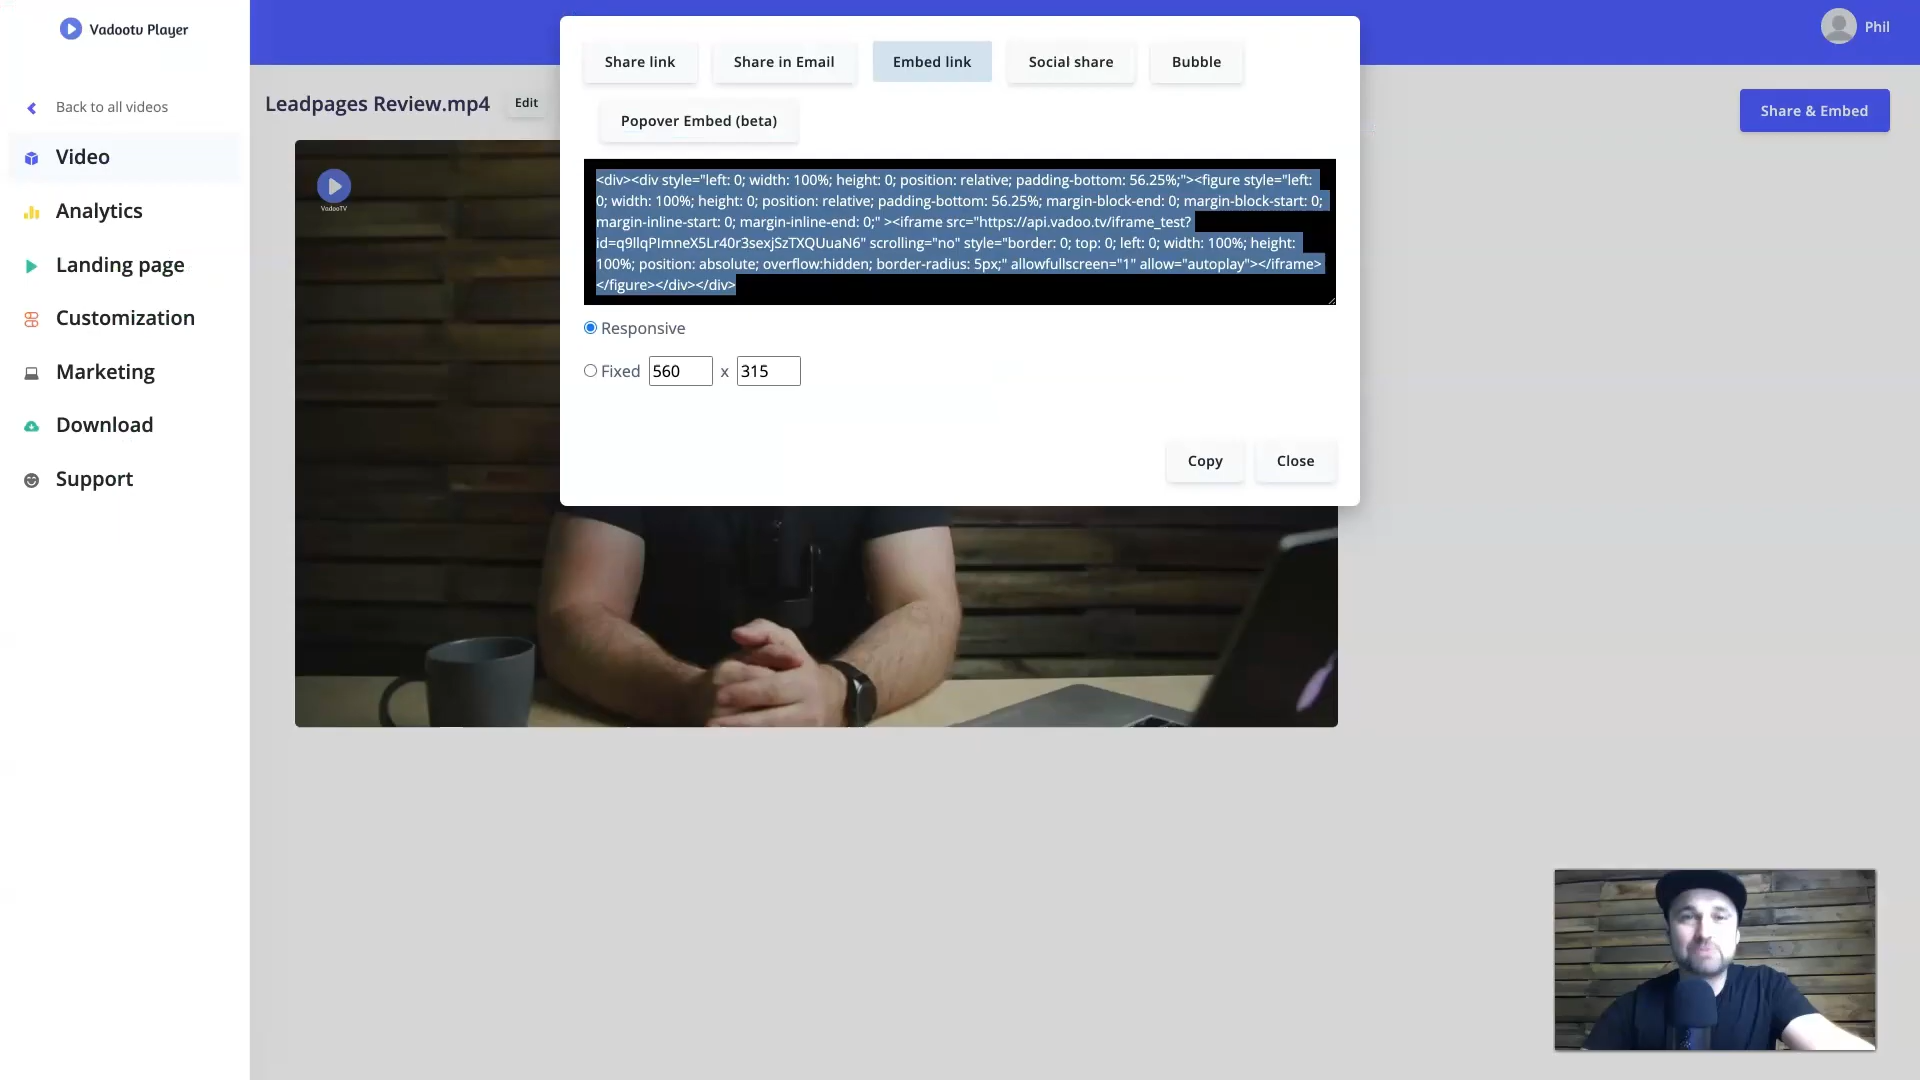 Vadootv Player
Phil
Back to all videos
Video
Analytics
Landing page
Customization
Marketing
Download
Support
Leadpages Review.mp4
Edit
Share & Embed
VadooTV
Share link
Share in Email
Embed link
Social share
Bubble
Popover Embed (beta)
<div><div style="left: 0; width: 100%; height: 0; position: relative; padding-bottom: 56.25%;"><figure style="left:
0; width: 100%; height: 0; position: relative; padding-bottom: 56.25%; margin-block-end: 0; margin-block-start: 0;
margin-inline-start: 0; margin-inline-end: 0;" ><iframe src="https://api.vadoo.tv/iframe_test?
id=q9llqPImneX5Lr40r3sexjSzTXQUuaN6" scrolling="no" style="border: 0; top: 0; left: 0; width: 100%; height:
100%; position: absolute; overflow:hidden; border-radius: 5px;" allowfullscreen="1" allow="autoplay"></iframe>
</figure></div></div>
Responsive
Fixed 560 x 315
Copy
Close